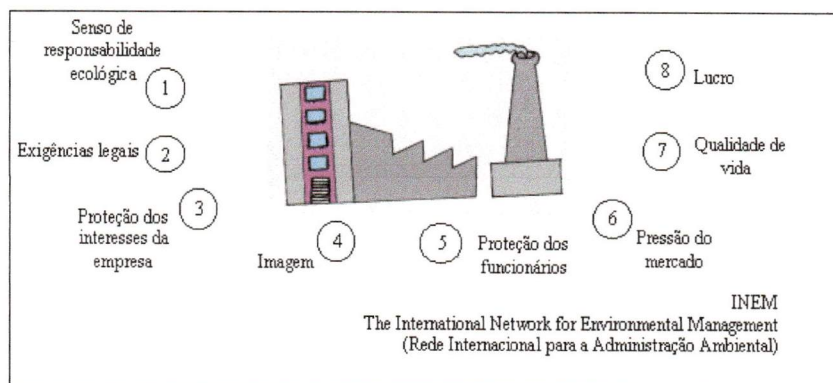 Senso de
responsabilidade
ecológica
1
Exigências legais 2
3
Proteção dos
interesses da
empresa
4
Imagem
5
Proteção dos
funcionários
6
Pressão do
mercado
7
Qualidade de
vida
8
Lucro
INEM
The International Network for Environmental Management
(Rede Internacional para a Administração Ambiental)